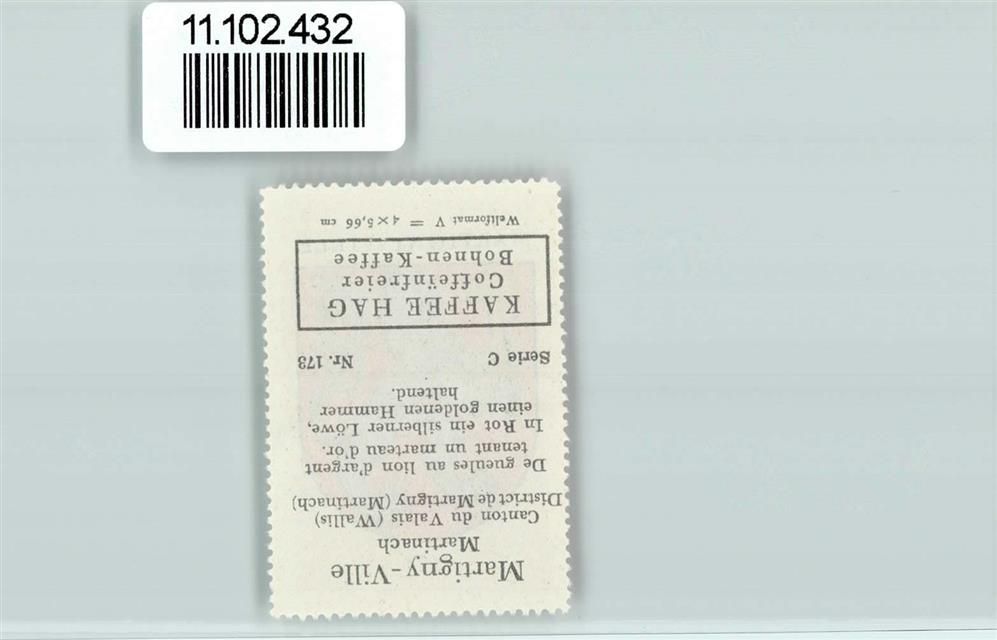 11.102.432
Martigny-Ville
Martinach
Canton du Valais (Wallis)
District de Martigny (Martinach)
De gueules au lion d'argent
tenant un marteau d'or.
In Rot ein silberner Löwe,
einen goldenen Hammer
haltend.
Serie C Nr. 173
KAFFEE HAG
Coffeïnfreier
Bohnen-Kaffee
Weltformat V = 4 × 5,66 cm